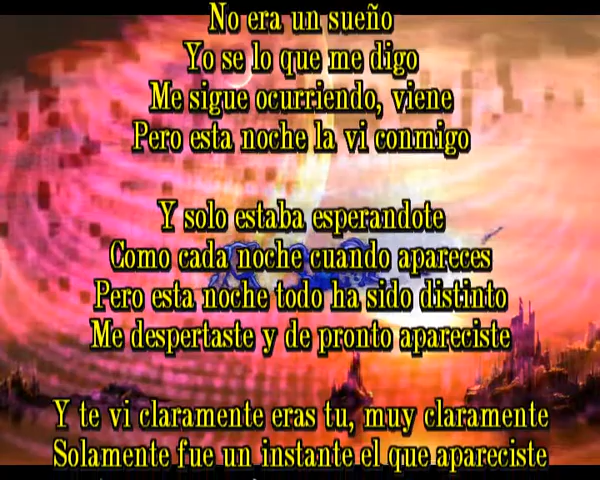 No era un sueño
Yo se lo que me digo
Me sigue ocurriendo, viene
Pero esta noche la vi conmigo
Y solo estaba esperandote
Como cada noche cuando apareces
Pero esta noche todo ha sido distinto
Me despertaste y de pronto apareciste
Y te vi claramente eras tu, muy claramente
Solamente fue un instante el que apareciste